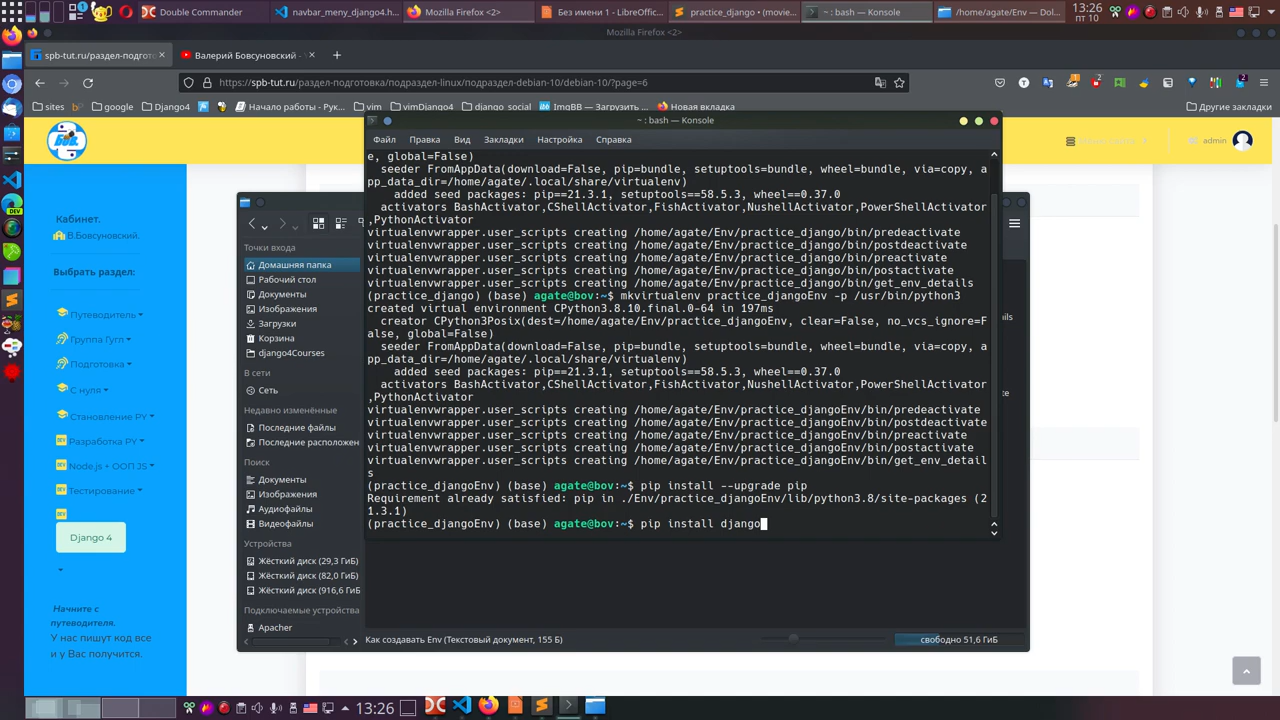 Double Commander
navbar_meny_django4.h
Mozilla Firefox <2>
Без имени 1 - LibreOffic...
practice_django • (movie...
~ : bash — Konsole
/home/agate/Env — Dol...
13:26
пт 10
Mozilla Firefox <2>
spb-tut.ru/раздел-подгото
Валерий Бовсуновский -
https://spb-tut.ru/раздел-подготовка/подраздел-linux/подраздел-debian-10/debian-10/?page=6
sites
google
Django4
Начало работы - Рук...
vim
vimDjango4
django_social
ImgBB — Загрузить ...
Новая вкладка
Другие закладки
admin
Кабинет.
В.Бовсуновский.
Выбрать раздел:
Путеводитель
Группа Гугл
Подготовка
С нуля
Становление PY
Разработка PY
Node.js + ООП JS
Тестирование
DEV
Django 4
Начните с
путеводителя.
У нас пишут код все
и у Вас получится.
Точки входа
Домашняя папка
Рабочий стол
Документы
Изображения
Загрузки
Корзина
django4Courses
В сети
Сеть
Недавно изменённые
Последние файлы
Последние расположен
Поиск
Документы
Изображения
Аудиофайлы
Видеофайлы
Устройства
Жёсткий диск (29,3 ГиБ)
Жёсткий диск (82,0 ГиБ)
Жёсткий диск (916,6 ГиБ)
Подключаемые устройства
Apacher
Как создавать Env (Текстовый документ, 155 Б)
свободно 51,6 ГиБ
~ : bash — Konsole
Файл Правка Вид Закладки Настройка Справка
e, global=False)
seeder FromAppData(download=False, pip=bundle, setuptools=bundle, wheel=bundle, via=copy, a
pp_data_dir=/home/agate/.local/share/virtualenv)
added seed packages: pip==21.3.1, setuptools==58.5.3, wheel==0.37.0
activators BashActivator,CShellActivator,FishActivator,NushellActivator,PowerShellActivator
,PythonActivator
virtualenvwrapper.user_scripts creating /home/agate/Env/practice_django/bin/predeactivate
virtualenvwrapper.user_scripts creating /home/agate/Env/practice_django/bin/postdeactivate
virtualenvwrapper.user_scripts creating /home/agate/Env/practice_django/bin/preactivate
virtualenvwrapper.user_scripts creating /home/agate/Env/practice_django/bin/postactivate
virtualenvwrapper.user_scripts creating /home/agate/Env/practice_django/bin/get_env_details
(practice_django) (base) agate@bov:~$ mkvirtualenv practice_djangoEnv -p /usr/bin/python3
created virtual environment CPython3.8.10.final.0-64 in 197ms
creator CPython3Posix(dest=/home/agate/Env/practice_djangoEnv, clear=False, no_vcs_ignore=F
alse, global=False)
seeder FromAppData(download=False, pip=bundle, setuptools=bundle, wheel=bundle, via=copy, a
pp_data_dir=/home/agate/.local/share/virtualenv)
added seed packages: pip==21.3.1, setuptools==58.5.3, wheel==0.37.0
activators BashActivator,CShellActivator,FishActivator,NushellActivator,PowerShellActivator
,PythonActivator
virtualenvwrapper.user_scripts creating /home/agate/Env/practice_djangoEnv/bin/predeactivate
virtualenvwrapper.user_scripts creating /home/agate/Env/practice_djangoEnv/bin/postdeactivate
virtualenvwrapper.user_scripts creating /home/agate/Env/practice_djangoEnv/bin/preactivate
virtualenvwrapper.user_scripts creating /home/agate/Env/practice_djangoEnv/bin/postactivate
virtualenvwrapper.user_scripts creating /home/agate/Env/practice_djangoEnv/bin/get_env_detail
s
(practice_djangoEnv) (base) agate@bov:~$ pip install --upgrade pip
Requirement already satisfied: pip in ./Env/practice_djangoEnv/lib/python3.8/site-packages (2
1.3.1)
(practice_djangoEnv) (base) agate@bov:~$ pip install django
13:26